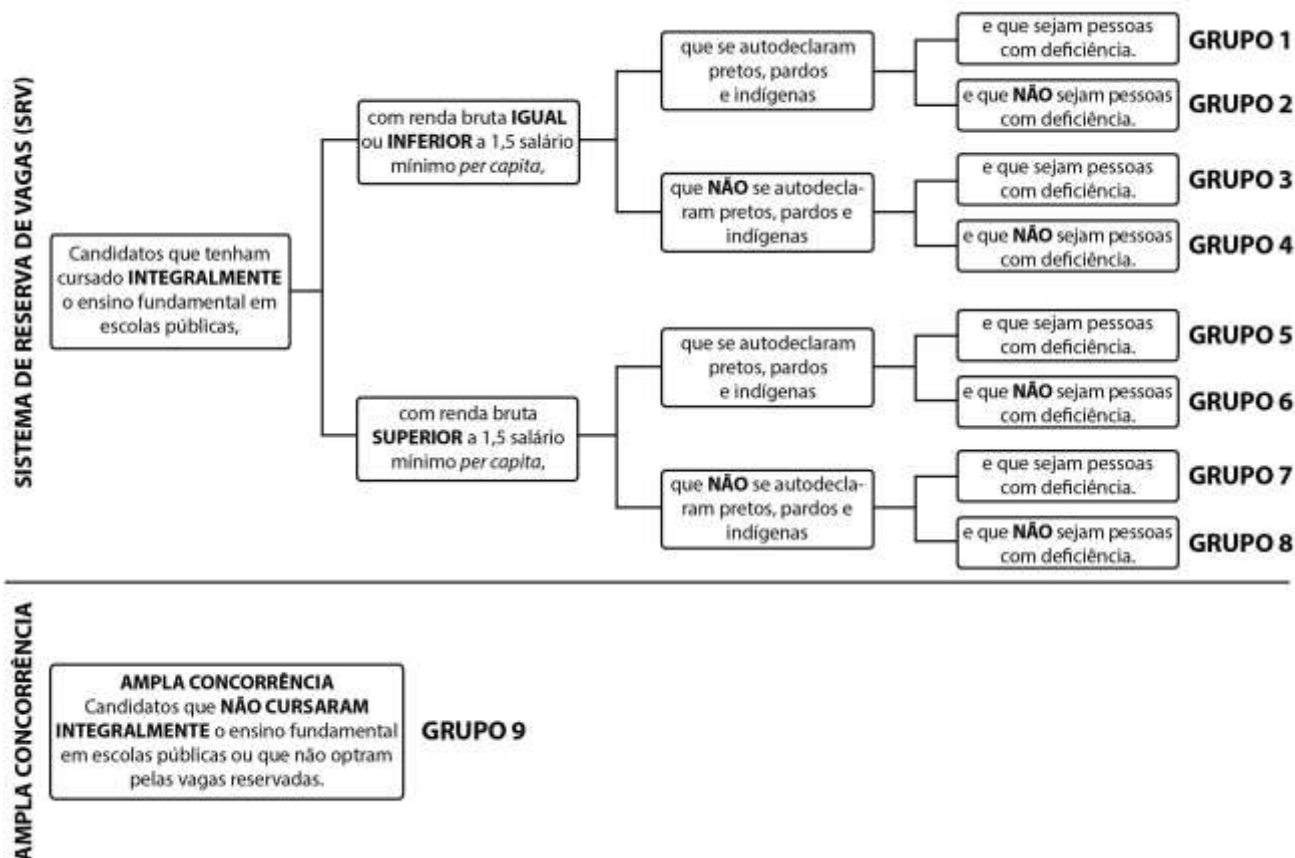 SISTEMA DE RESERVA DE VAGAS (SRV)
Candidatos que tenham
cursado INTEGRALMENTE
o ensino fundamental em
escolas públicas,
com renda bruta IGUAL
ou INFERIOR a 1,5 salário
mínimo per capita,
que se autodeclaram
pretos, pardos
e indígenas
e que sejam pessoas
com deficiência.
GRUPO 1
e que NÃO sejam pessoas
com deficiência.
GRUPO 2
que NÃO se autodecla-
ram pretos, pardos e
indígenas
e que sejam pessoas
com deficiência.
GRUPO 3
e que NÃO sejam pessoas
com deficiência.
GRUPO 4
com renda bruta
SUPERIOR a 1,5 salário
mínimo per capita,
que se autodeclaram
pretos, pardos
e indígenas
e que sejam pessoas
com deficiência.
GRUPO 5
e que NÃO sejam pessoas
com deficiência.
GRUPO 6
que NÃO se autodecla-
ram pretos, pardos e
indígenas
e que sejam pessoas
com deficiência.
GRUPO 7
e que NÃO sejam pessoas
com deficiência.
GRUPO 8
AMPLA CONCORRÊNCIA
AMPLA CONCORRÊNCIA
Candidatos que NÃO CURSARAM
INTEGRALMENTE o ensino fundamental
em escolas públicas ou que não optram
pelas vagas reservadas.
GRUPO 9